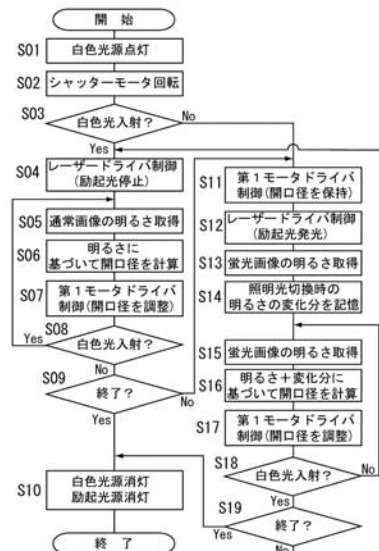 開　始
S01
白色光源点灯
S02
シャッターモータ回転
S03
白色光入射？
No
Yes
S04
レーザードライバ制御
(励起光停止)
S05
通常画像の明るさ取得
S06
明るさに
基づいて開口径を計算
S07
第１モータドライバ
制御(開口径を調整)
S08
Yes
白色光入射？
No
S09
終了？
No
Yes
S10
白色光源消灯
励起光源消灯
終　了
S11
第１モータドライバ
制御(開口径を保持)
S12
レーザードライバ制御
(励起光発光)
S13
蛍光画像の明るさ取得
S14
照明光切換時の
明るさの変化分を記憶
S15
蛍光画像の明るさ取得
S16
明るさ＋変化分に
基づいて開口径を計算
S17
第１モータドライバ
制御(開口径を調整)
S18
白色光入射？
No
Yes
S19
終了？
No